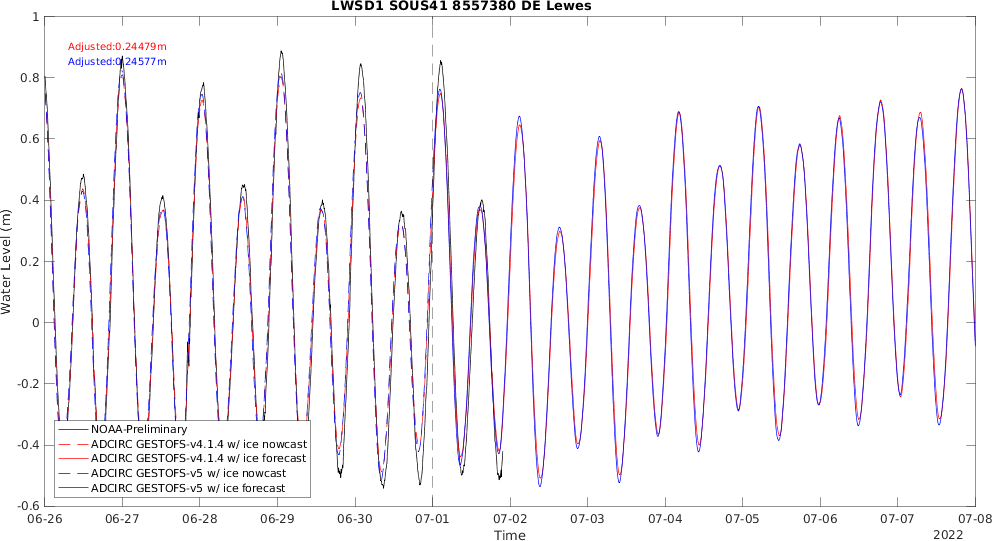 LWSD1 SOUS41 8557380 DE Lewes
Adjusted:0.24479m
Adjusted:0.24577m
Water Level (m)
1
0.8
0.6
0.4
0.2
0
-0.2
-0.4
-0.6
NOAA-Preliminary
ADCIRC GESTOFS-v4.1.4 w/ ice nowcast
ADCIRC GESTOFS-v4.1.4 w/ ice forecast
ADCIRC GESTOFS-v5 w/ ice nowcast
ADCIRC GESTOFS-v5 w/ ice forecast
06-26 06-27 06-28 06-29 06-30 07-01 07-02 07-03 07-04 07-05 07-06 07-07 07-08
Time
2022